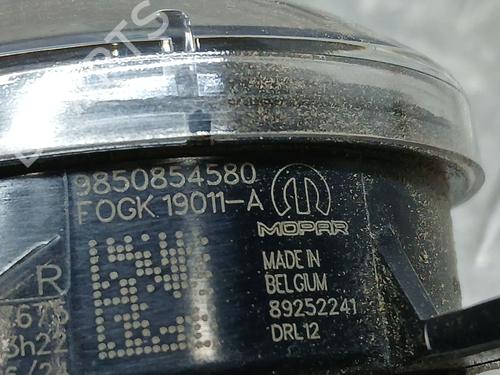 9850854580
FOGK 19011-A
MOPAR
MADE IN
BELGIUM
89252241
DRL12
R